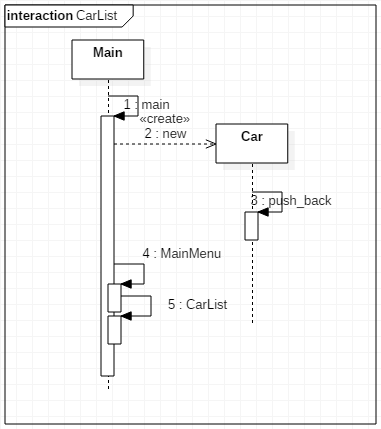 interaction CarList
Main
1 : main
«create»
2 : new
Car
3 : push_back
4 : MainMenu
5 : CarList